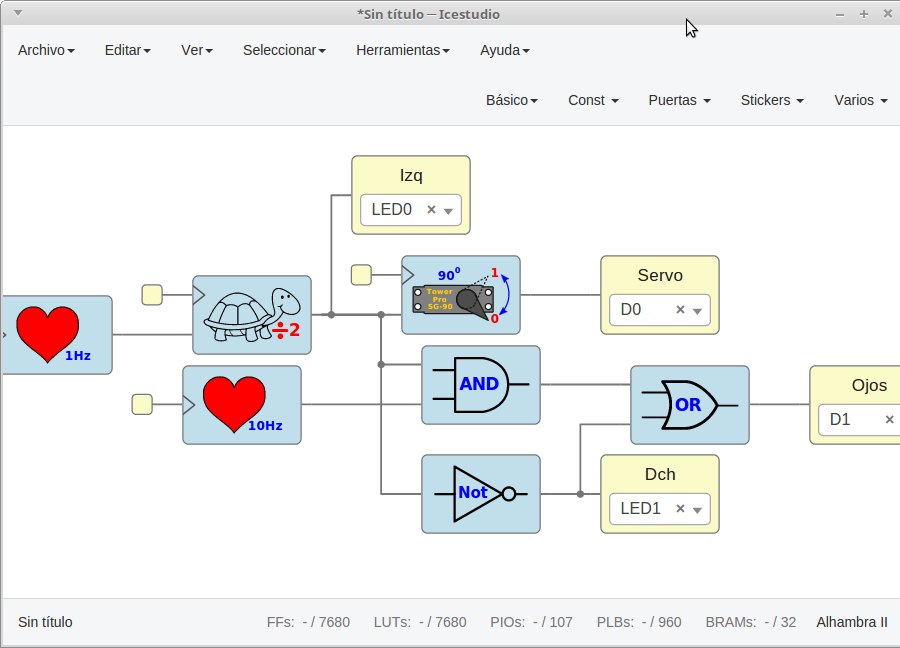 *Sin título ─ Icestudio
Archivo Editar Ver Seleccionar Herramientas Ayuda
Básico Const Puertas Stickers Varios
Izq
LED0 ×
90⁰ 1
Tower
Pro
SG-90
0
Servo
D0 ×
÷2
1Hz
AND
10Hz
OR
Ojos
D1 ×
Not
Dch
LED1 ×
Sin título FFs: - / 7680 LUTs: - / 7680 PIOs: - / 107 PLBs: - / 960 BRAMs: - / 32 Alhambra II